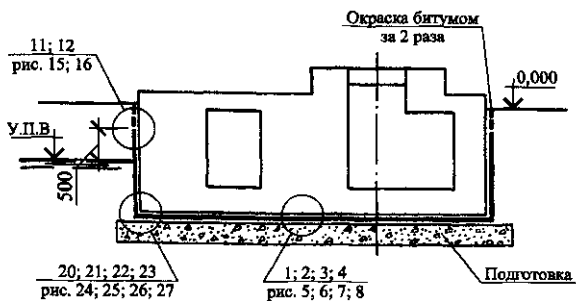 Окраска битумом
за 2 раза
11; 12
рис. 15; 16
0,000
У.П.В
500
20; 21; 22; 23
рис. 24; 25; 26; 27
1; 2; 3; 4
рис. 5; 6; 7; 8
Подготовка